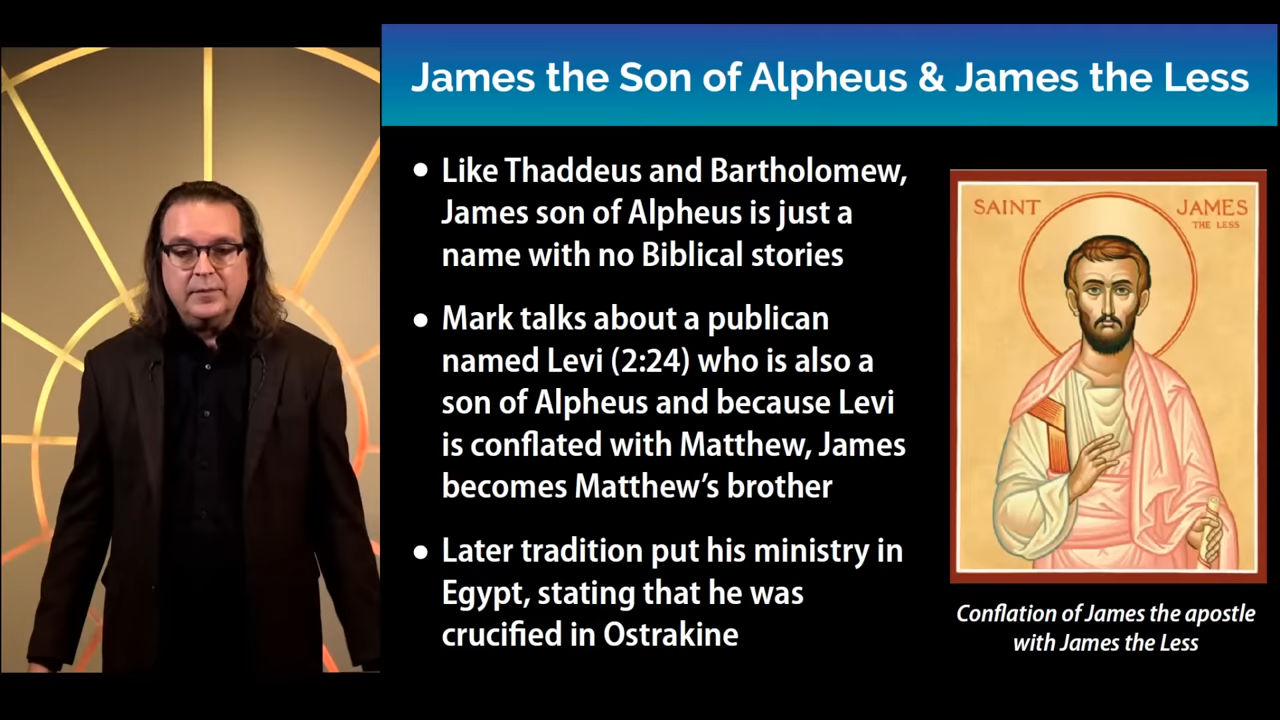 James the Son of Alpheus & James the Less
• Like Thaddeus and Bartholomew,
James son of Alpheus is just a
name with no Biblical stories
• Mark talks about a publican
named Levi (2:24) who is also a
son of Alpheus and because Levi
is conflated with Matthew, James
becomes Matthew’s brother
• Later tradition put his ministry in
Egypt, stating that he was
crucified in Ostrakine
SAINT JAMES
THE LESS
Conflation of James the apostle
with James the Less